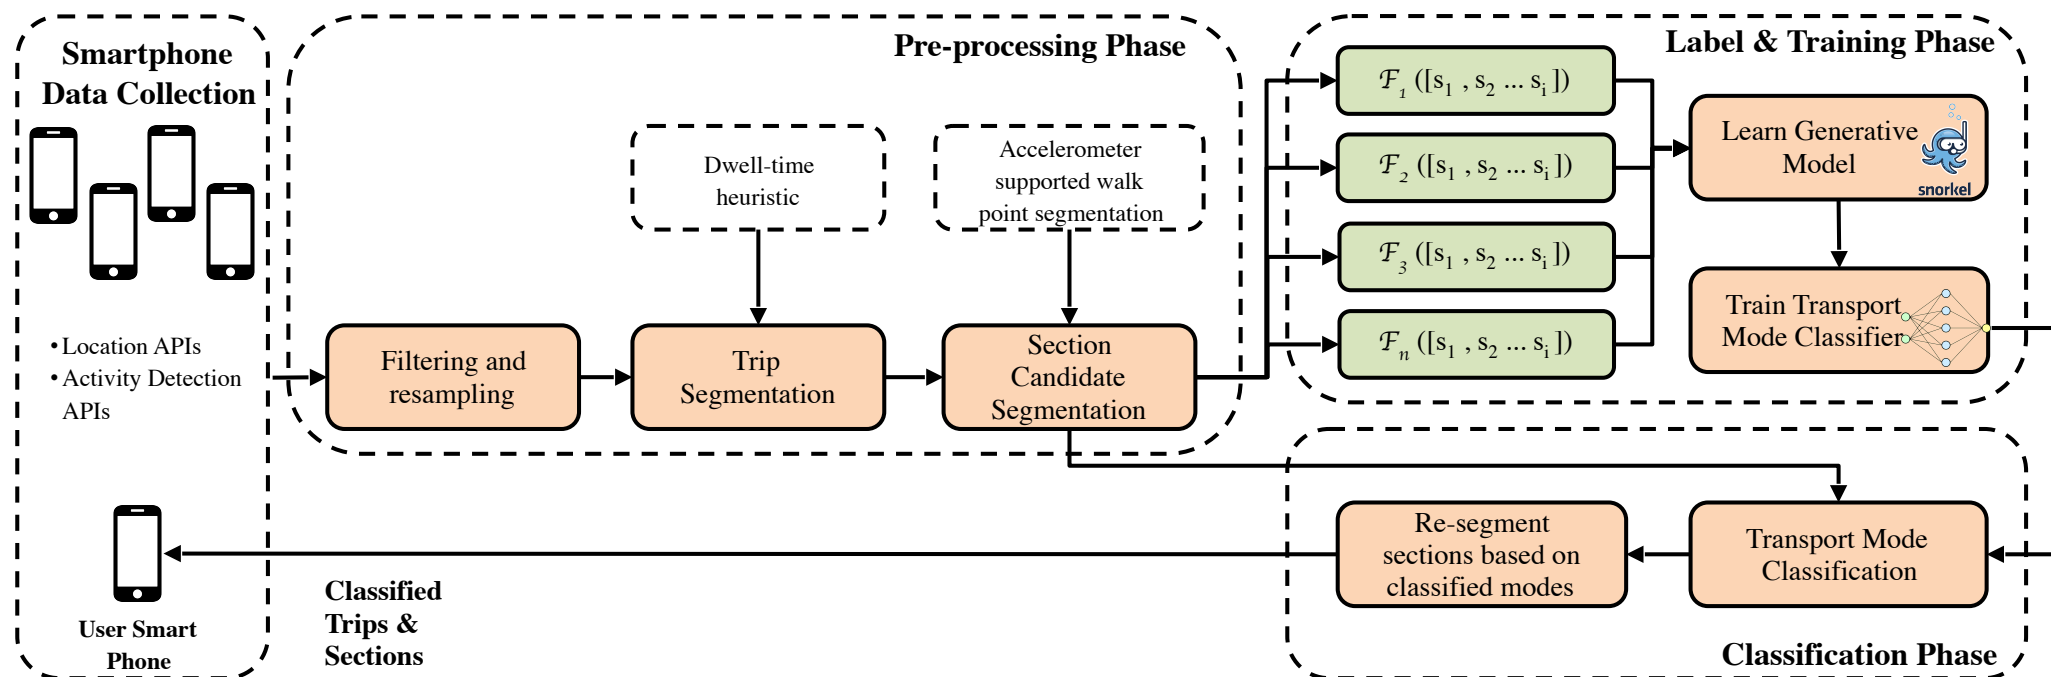 Smartphone
Data Collection
• Location APIs
• Activity Detection
APIs
User Smart
Phone
Pre-processing Phase
Dwell-time
heuristic
Accelerometer
supported walk
point segmentation
Filtering and
resampling
Trip
Segmentation
Section
Candidate
Segmentation
Label & Training Phase
ℱ1 ([s1 , s2 ... si ])
ℱ2 ([s1 , s2 ... si ])
ℱ3 ([s1 , s2 ... si ])
ℱn ([s1 , s2 ... si ])
Learn Generative
Model
snorkel
Train Transport
Mode Classifier
Transport Mode
Classification
Re-segment
sections based on
classified modes
Classification Phase
Classified
Trips &
Sections